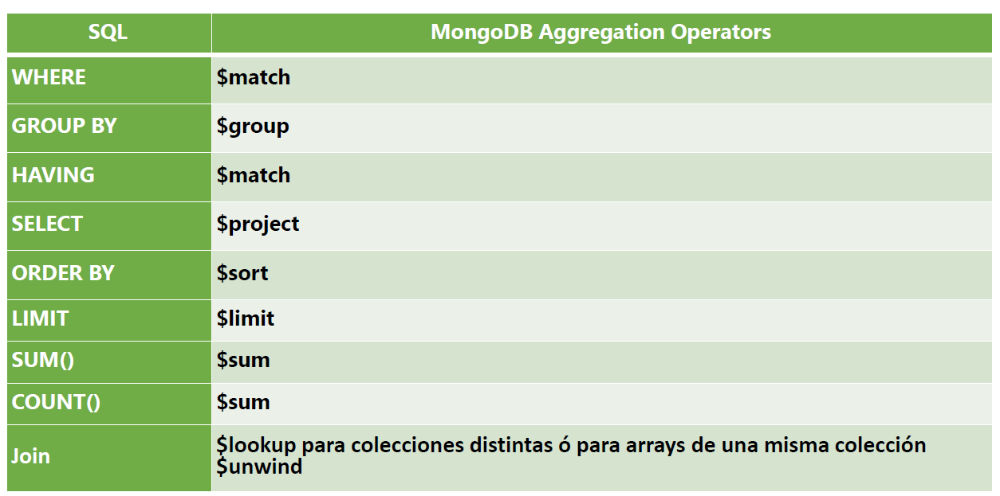 SQL MongoDB Aggregation Operators
WHERE $match
GROUP BY $group
HAVING $match
SELECT $project
ORDER BY $sort
LIMIT $limit
SUM() $sum
COUNT() $sum
Join $lookup para colecciones distintas ó para arrays de una misma colección
$unwind